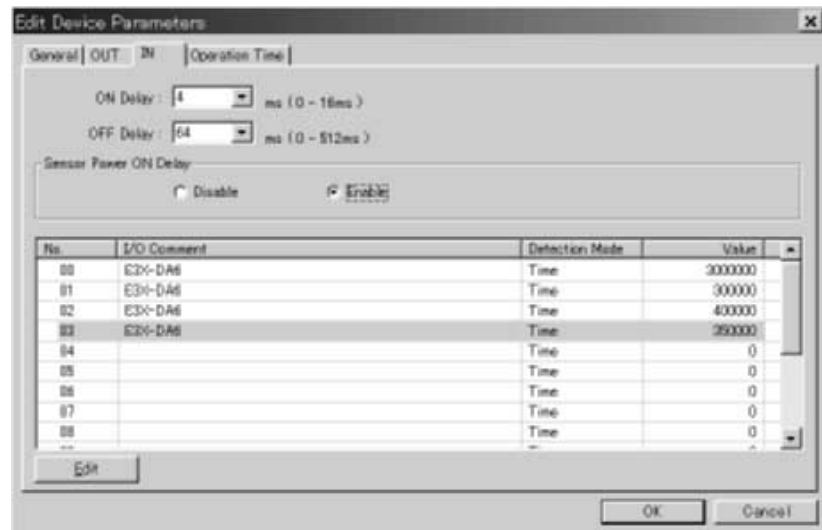 Edit Device Parameters
General OUT IN Operation Time
ON Delay : 4 ms ( 0 - 16ms )
OFF Delay : 64 ms ( 0 - 512ms )
Sensor Power ON Delay
Disable Enable
No. I/O Comment Detection Mode Value
00 E3X-DA6 Time 3000000
01 E3X-DA6 Time 300000
02 E3X-DA6 Time 400000
03 E3X-DA6 Time 350000
04 Time 0
05 Time 0
06 Time 0
07 Time 0
08 Time 0
Edit
OK Cancel